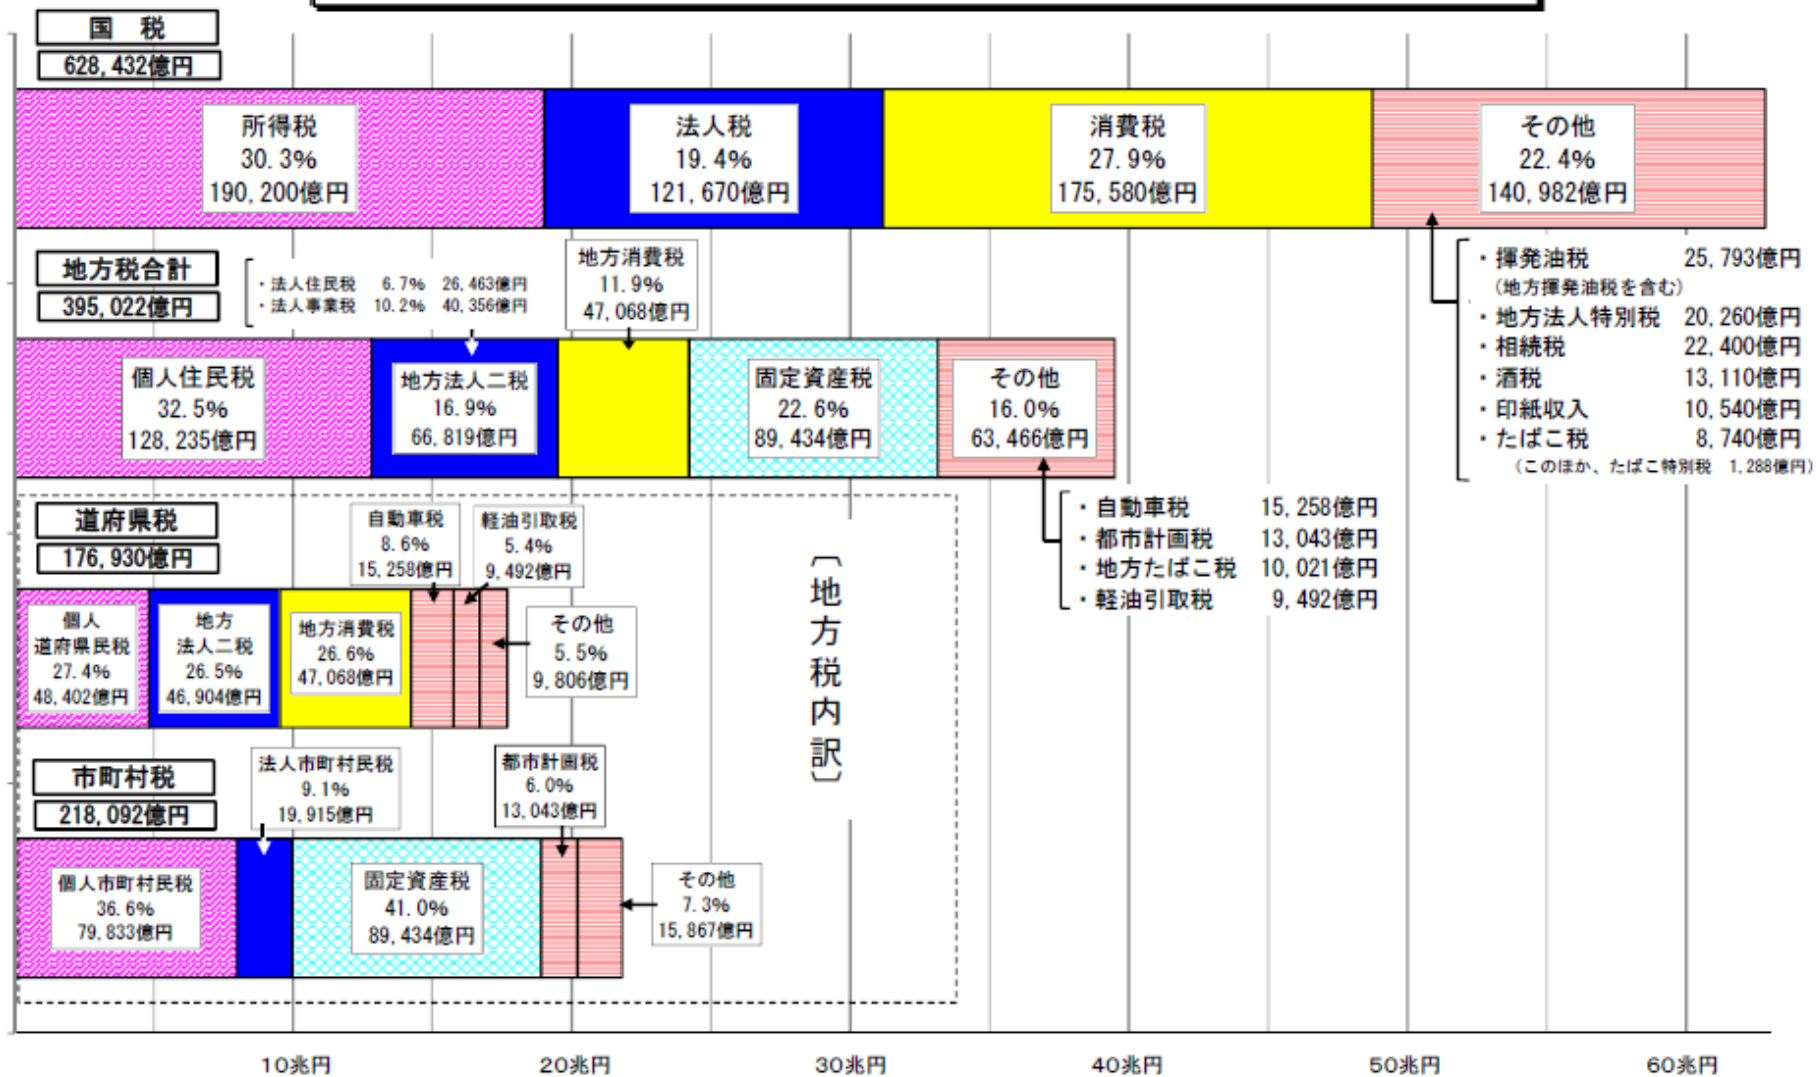 国　税
628,432億円
所得税
30.3%
190,200億円
法人税
19.4%
121,670億円
消費税
27.9%
175,580億円
その他
22.4%
140,982億円
・揮発油税　25,793億円
(地方揮発油税を含む)
・地方法人特別税　20,260億円
・相続税　22,400億円
・酒税　13,110億円
・印紙収入　10,540億円
・たばこ税　8,740億円
(このほか、たばこ特別税　1,288億円)
地方税合計
395,022億円
・法人住民税　6.7%　26,463億円
・法人事業税　10.2%　40,356億円
地方消費税
11.9%
47,068億円
個人住民税
32.5%
128,235億円
地方法人二税
16.9%
66,819億円
固定資産税
22.6%
89,434億円
その他
16.0%
63,466億円
・自動車税　15,258億円
・都市計画税　13,043億円
・地方たばこ税　10,021億円
・軽油引取税　9,492億円
道府県税
176,930億円
自動車税
8.6%
15,258億円
軽油引取税
5.4%
9,492億円
個人
道府県民税
27.4%
48,402億円
地方
法人二税
26.5%
46,904億円
地方消費税
26.6%
47,068億円
その他
5.5%
9,806億円
〔地方税内訳〕
市町村税
218,092億円
法人市町村民税
9.1%
19,915億円
都市計画税
6.0%
13,043億円
個人市町村民税
36.6%
79,833億円
固定資産税
41.0%
89,434億円
その他
7.3%
15,867億円
10兆円　20兆円　30兆円　40兆円　50兆円　60兆円